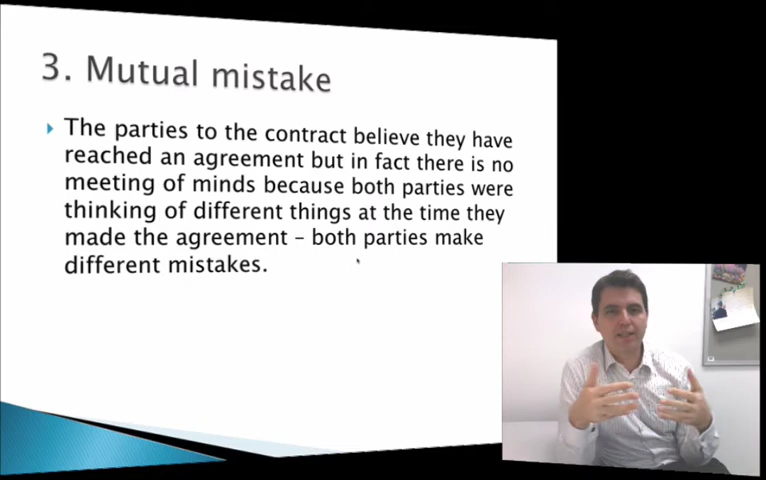 3. Mutual mistake
The parties to the contract believe they have
reached an agreement but in fact there is no
meeting of minds because both parties were
thinking of different things at the time they
made the agreement – both parties make
different mistakes.